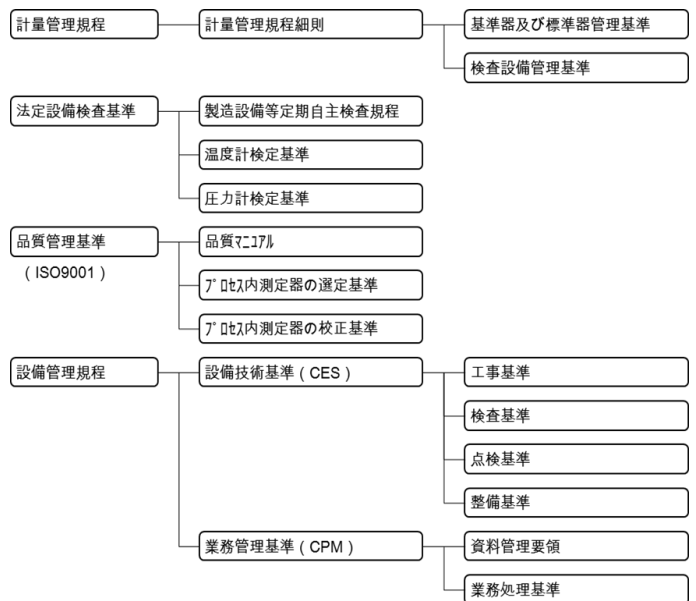 計量管理規程
計量管理規程細則
基準器及び標準器管理基準
検査設備管理基準
法定設備検査基準
製造設備等定期自主検査規程
温度計検定基準
圧力計検定基準
品質管理基準
(ISO9001)
品質ﾏﾆｭｱﾙ
ﾌﾟﾛｾｽ内測定器の選定基準
ﾌﾟﾛｾｽ内測定器の校正基準
設備管理規程
設備技術基準(CES)
工事基準
検査基準
点検基準
整備基準
業務管理基準(CPM)
資料管理要領
業務処理基準